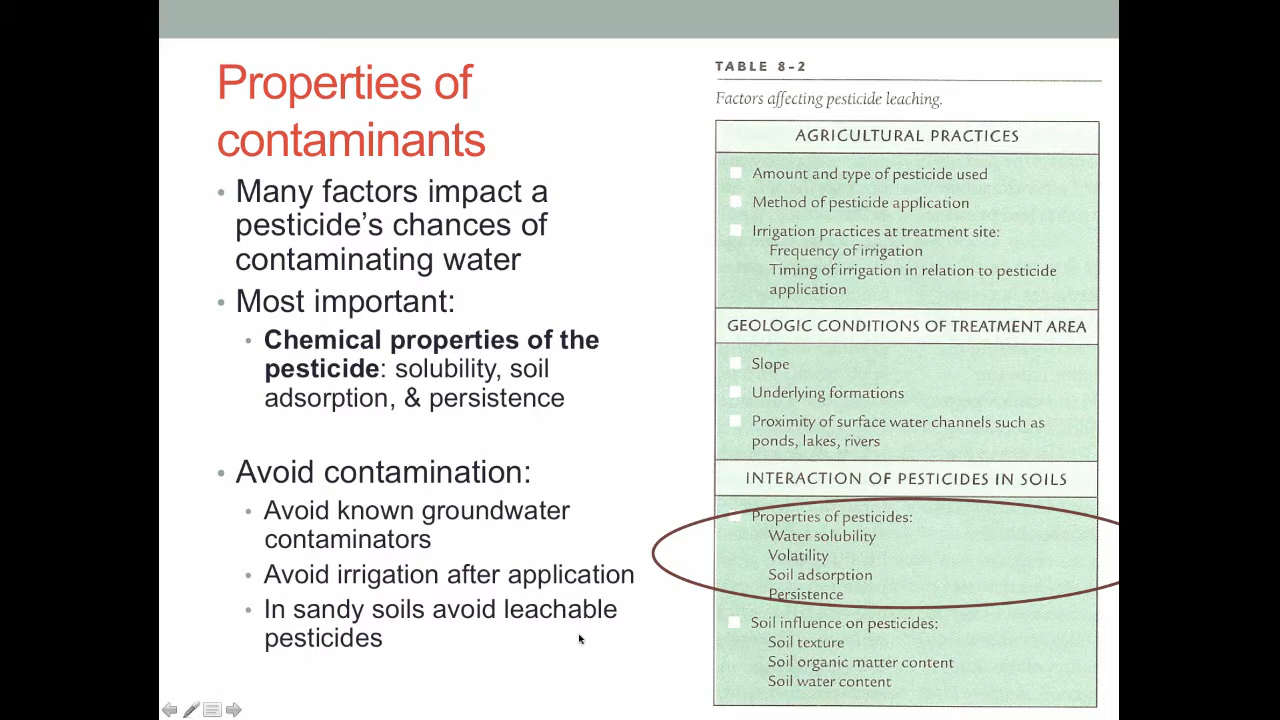 Properties of
contaminants
• Many factors impact a
pesticide’s chances of
contaminating water
• Most important:
• Chemical properties of the
pesticide: solubility, soil
adsorption, & persistence
• Avoid contamination:
• Avoid known groundwater
contaminators
• Avoid irrigation after application
• In sandy soils avoid leachable
pesticides
TABLE 8-2
Factors affecting pesticide leaching.
AGRICULTURAL PRACTICES
Amount and type of pesticide used
Method of pesticide application
Irrigation practices at treatment site:
Frequency of irrigation
Timing of irrigation in relation to pesticide
application
GEOLOGIC CONDITIONS OF TREATMENT AREA
Slope
Underlying formations
Proximity of surface water channels such as
ponds, lakes, rivers
INTERACTION OF PESTICIDES IN SOILS
Properties of pesticides:
Water solubility
Volatility
Soil adsorption
Persistence
Soil influence on pesticides:
Soil texture
Soil organic matter content
Soil water content